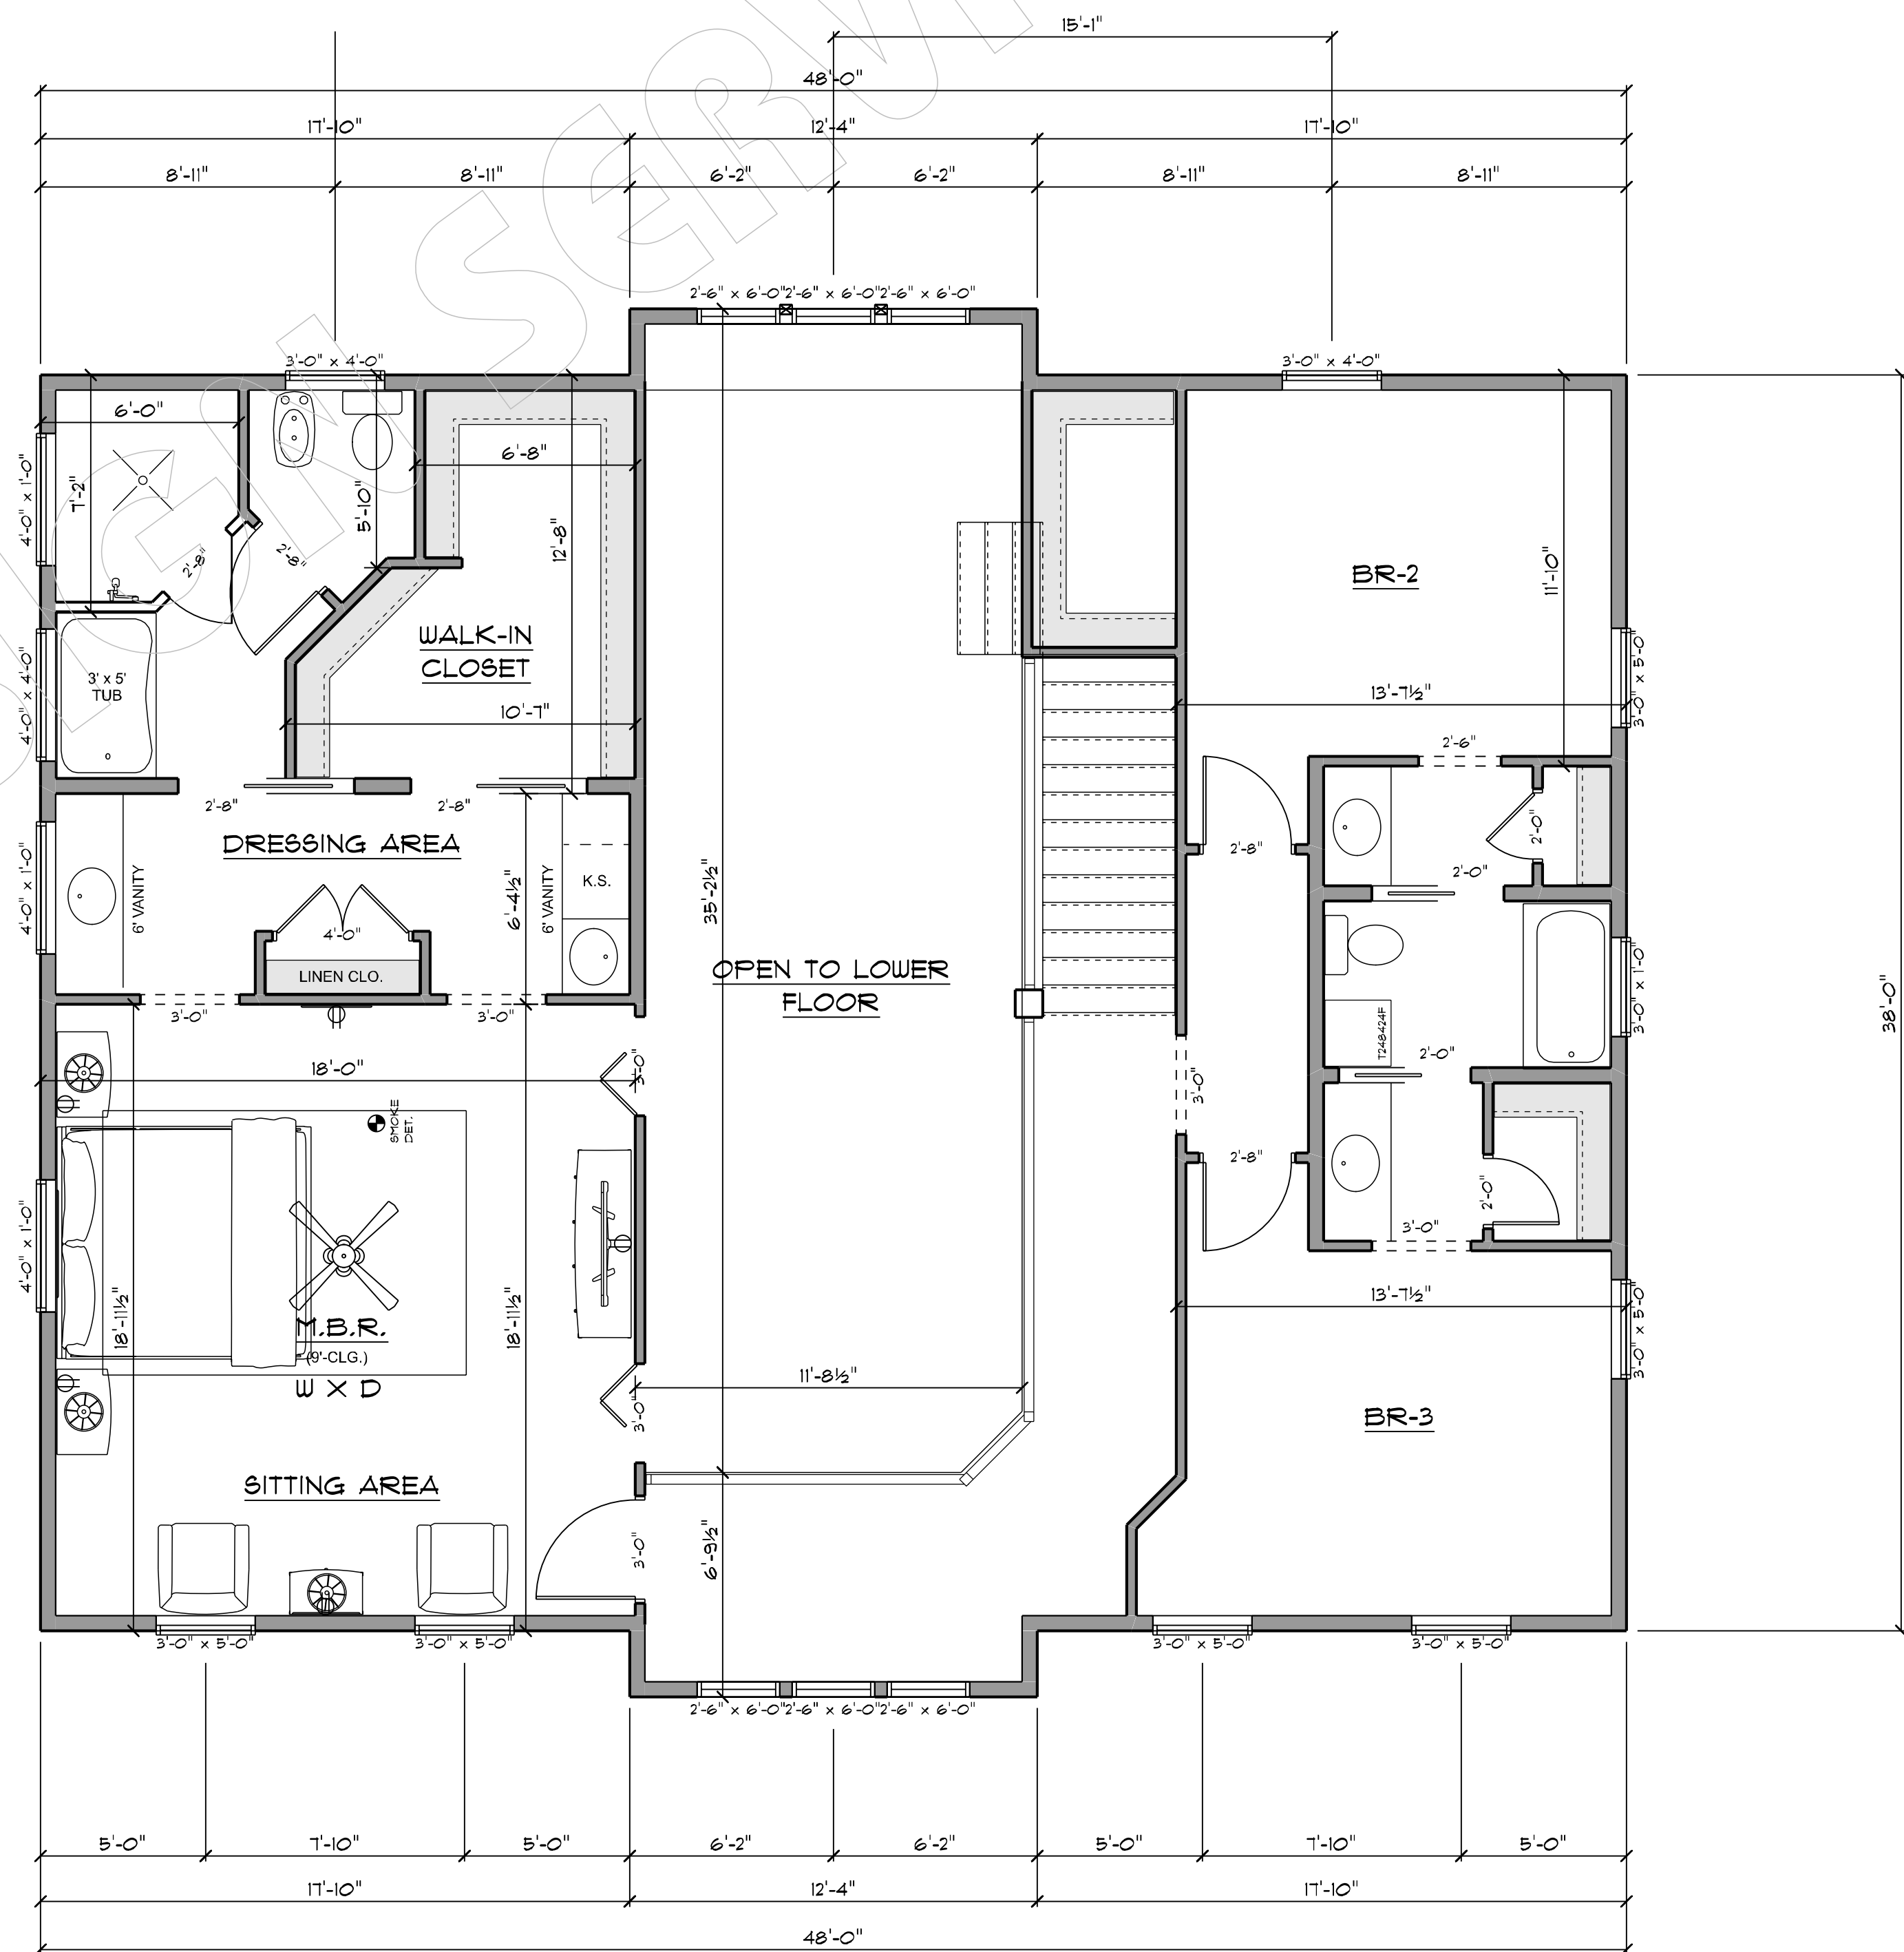 15'-1"
48'-0"
17'-10" 12'-4" 17'-10"
8'-11" 8'-11" 6'-2" 6'-2" 8'-11" 8'-11"
2'-6" x 6'-0" 2'-6" x 6'-0" 2'-6" x 6'-0"
3'-0" x 4'-0" 3'-0" x 4'-0"
6'-0"
6'-8"
4'-0" x 1'-0"
7'-2"
5'-10"
12'-8"
2'-8"
2'-8"
11'-10"
BR-2
WALK-IN
CLOSET
3' x 5'
TUB
4'-0" x 4'-0"
3'-0" x 5'-0"
13'-7½"
10'-7"
2'-6"
2'-8" 2'-8"
DRESSING AREA
2'-8"
2'-0"
2'-0"
4'-0" x 1'-0"
6' VANITY
6'-4½"
6' VANITY
K.S.
35'-2½"
4'-0"
LINEN CLO.
OPEN TO LOWER
FLOOR
3'-0" x 1'-0"
38'-0"
3'-0" 3'-0"
T248424F
2'-0"
18'-0"
3'-0"
3'-0"
SMOKE
DET.
2'-8"
2'-0"
3'-0"
4'-0" x 1'-0"
13'-7½"
18'-11½"
18'-11½"
M.B.R.
(9'-CLG.)
W X D
3'-0" x 5'-0"
11'-8½"
3'-0"
BR-3
SITTING AREA
3'-0"
6'-9½"
3'-0" x 5'-0" 3'-0" x 5'-0" 3'-0" x 5'-0" 3'-0" x 5'-0"
2'-6" x 6'-0" 2'-6" x 6'-0" 2'-6" x 6'-0"
5'-0" 7'-10" 5'-0" 6'-2" 6'-2" 5'-0" 7'-10" 5'-0"
17'-10" 12'-4" 17'-10"
48'-0"